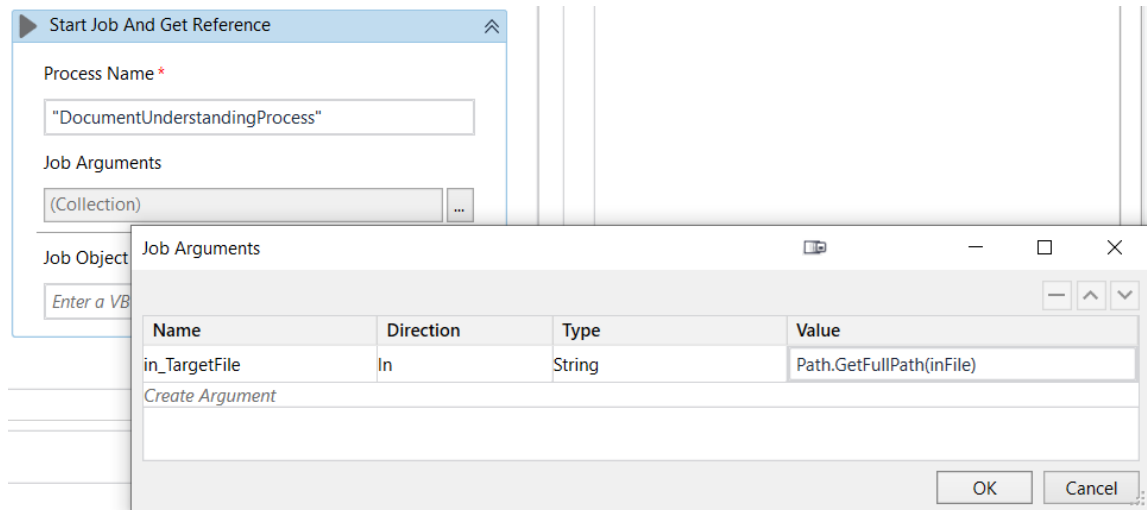 Start Job And Get Reference
Process Name *
"DocumentUnderstandingProcess"
Job Arguments
(Collection)
...
Job Object
Enter a VB
Job Arguments
Name Direction Type Value
in_TargetFile In String Path.GetFullPath(inFile)
Create Argument
OK Cancel